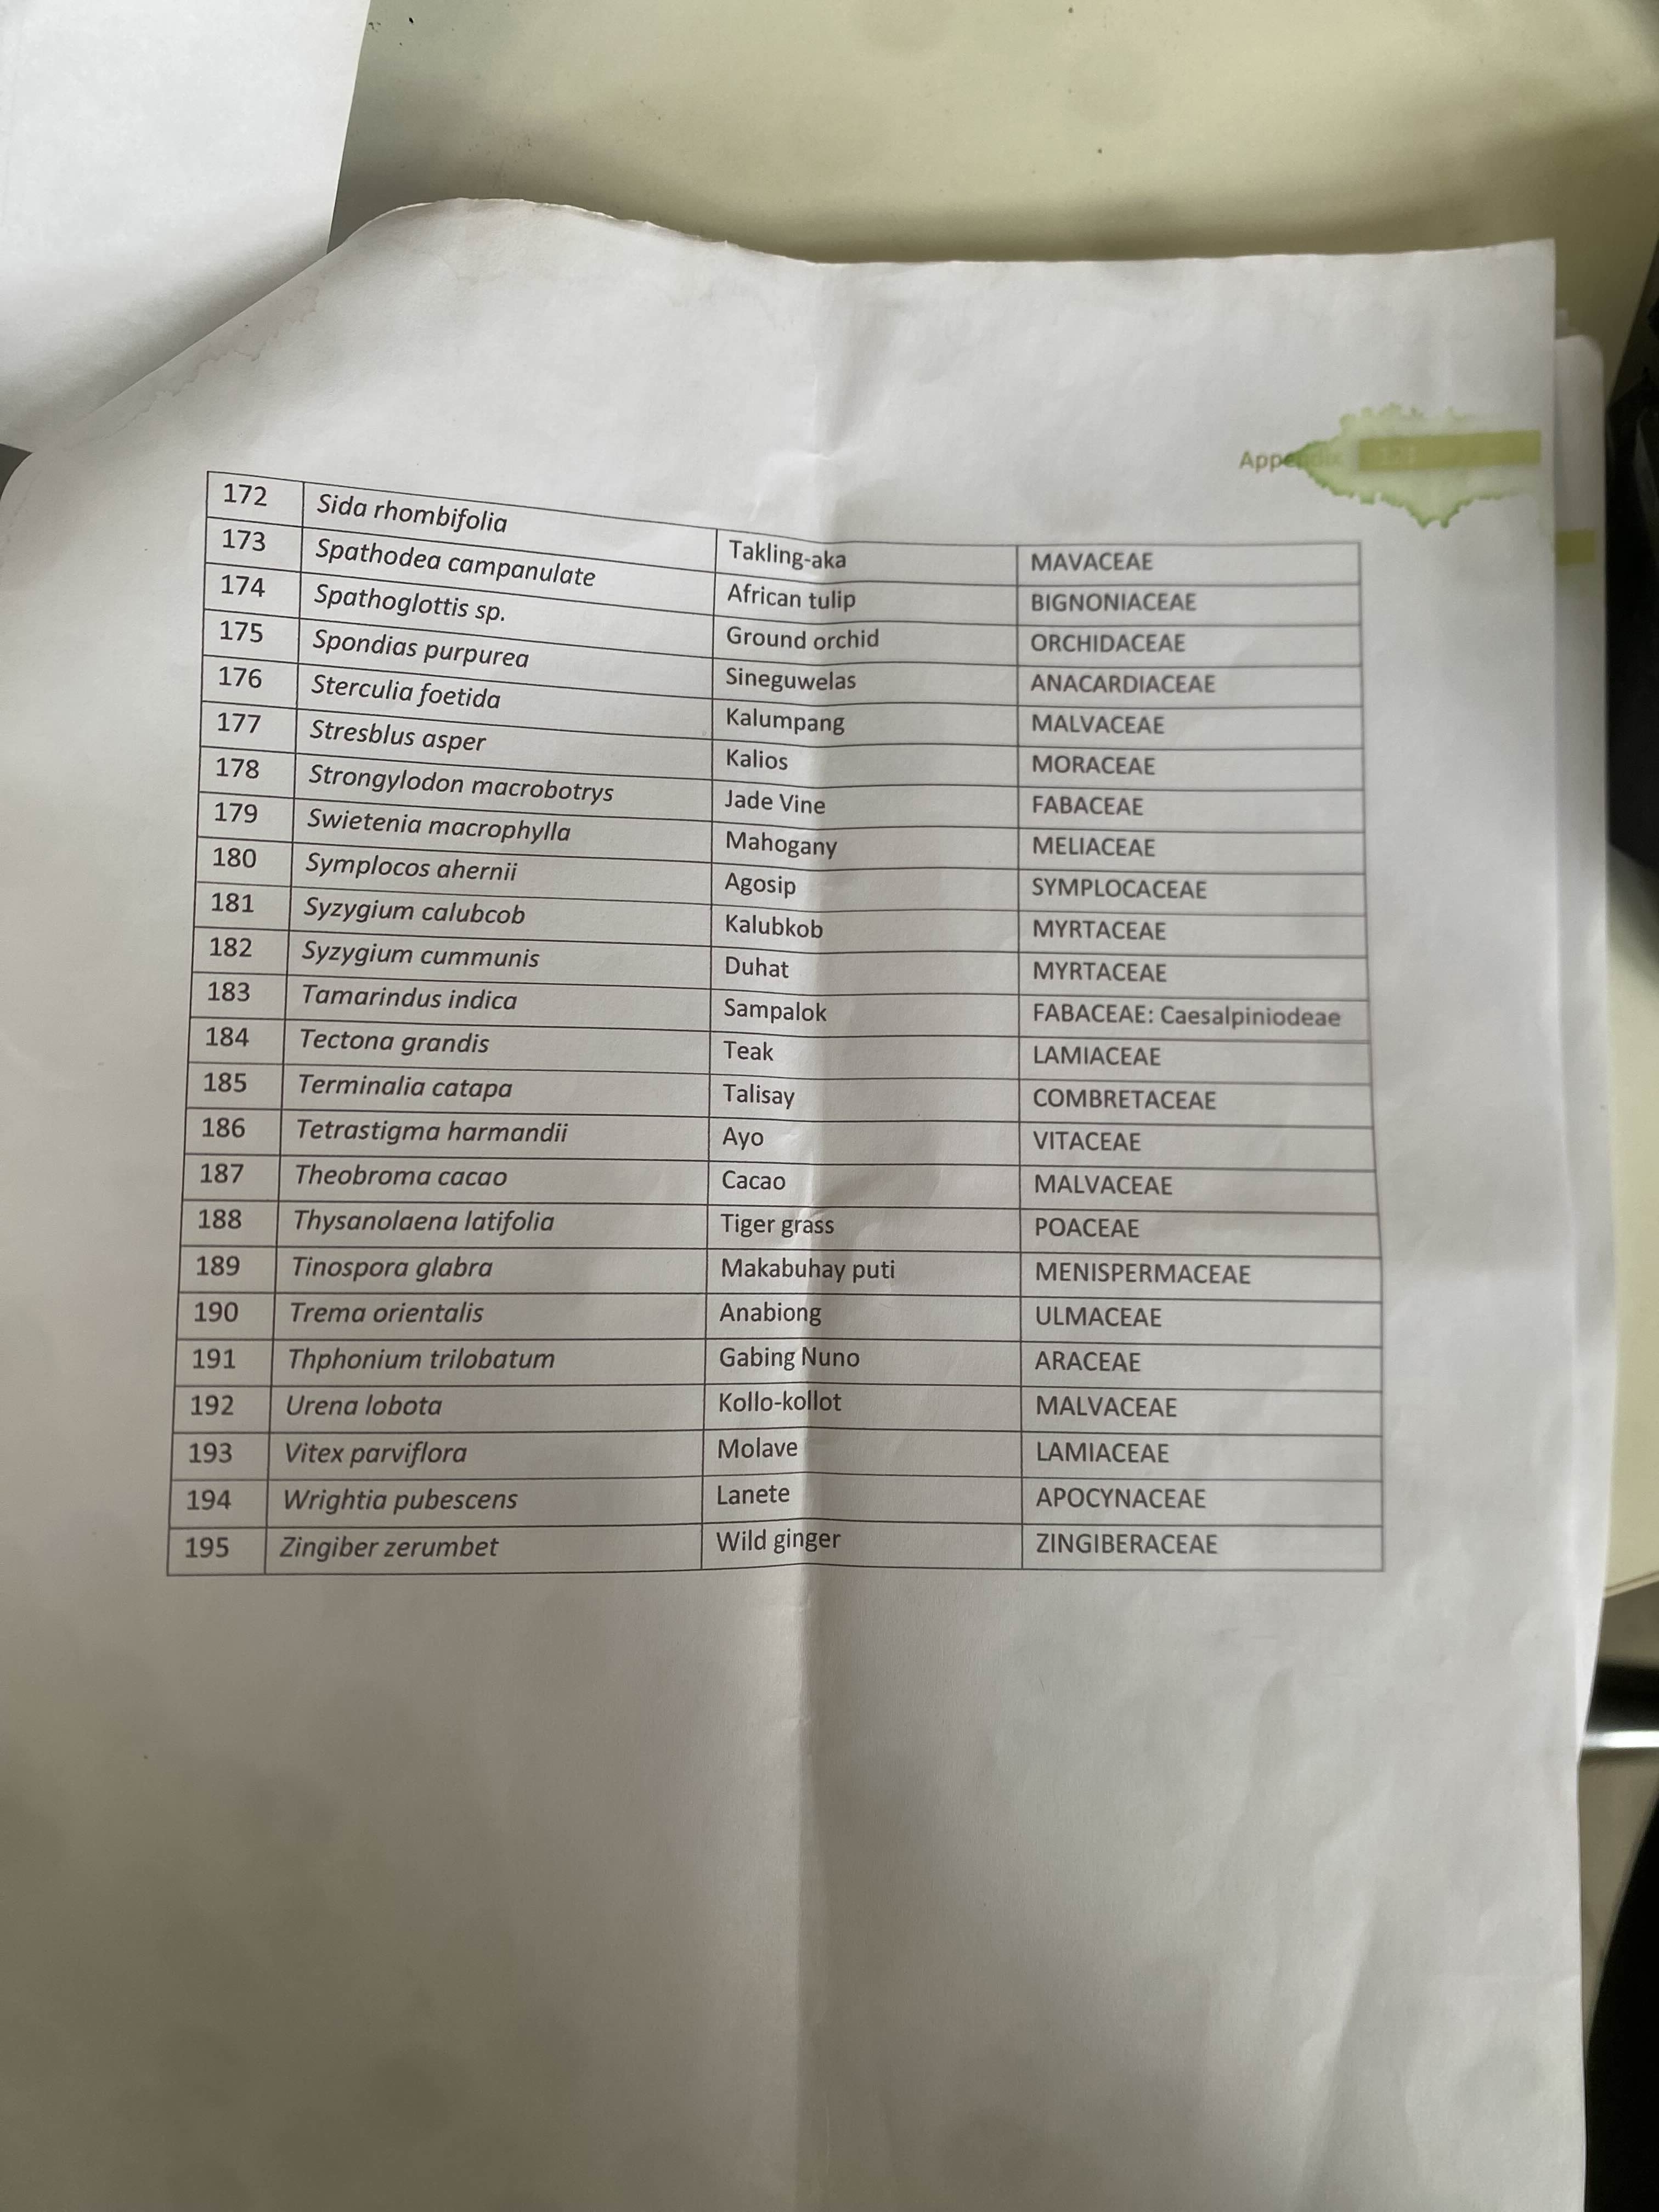 Appendix
172 Sida rhombifolia Takling-aka MAVACEAE
173 Spathodea campanulate African tulip BIGNONIACEAE
174 Spathoglottis sp. Ground orchid ORCHIDACEAE
175 Spondias purpurea Sineguwelas ANACARDIACEAE
176 Sterculia foetida Kalumpang MALVACEAE
177 Stresblus asper Kalios MORACEAE
178 Strongylodon macrobotrys Jade Vine FABACEAE
179 Swietenia macrophylla Mahogany MELIACEAE
180 Symplocos ahernii Agosip SYMPLOCACEAE
181 Syzygium calubcob Kalubkob MYRTACEAE
182 Syzygium cummunis Duhat MYRTACEAE
183 Tamarindus indica Sampalok FABACEAE: Caesalpiniodeae
184 Tectona grandis Teak LAMIACEAE
185 Terminalia catapa Talisay COMBRETACEAE
186 Tetrastigma harmandii Ayo VITACEAE
187 Theobroma cacao Cacao MALVACEAE
188 Thysanolaena latifolia Tiger grass POACEAE
189 Tinospora glabra Makabuhay puti MENISPERMACEAE
190 Trema orientalis Anabiong ULMACEAE
191 Thphonium trilobatum Gabing Nuno ARACEAE
192 Urena lobota Kollo-kollot MALVACEAE
193 Vitex parviflora Molave LAMIACEAE
194 Wrightia pubescens Lanete APOCYNACEAE
195 Zingiber zerumbet Wild ginger ZINGIBERACEAE